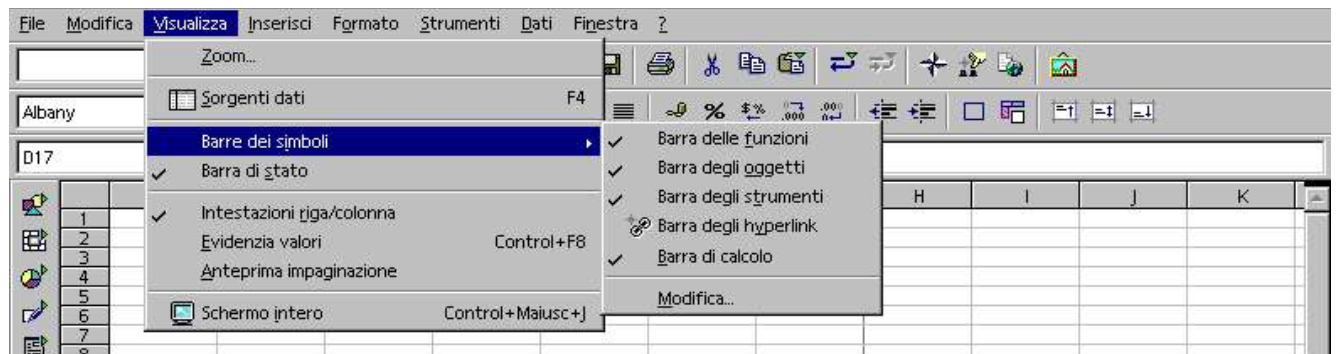 File Modifica Visualizza Inserisci Formato Strumenti Dati Finestra ?
Zoom...
Sorgenti dati F4
Barre dei simboli
Barra di stato
Intestazioni riga/colonna
Evidenzia valori Control+F8
Anteprima impaginazione
Schermo intero Control+Maiusc+J
Barra delle funzioni
Barra degli oggetti
Barra degli strumenti
Barra degli hyperlink
Barra di calcolo
Modifica...
Albany
D17
H I J K
1
2
3
4
5
6
7
8